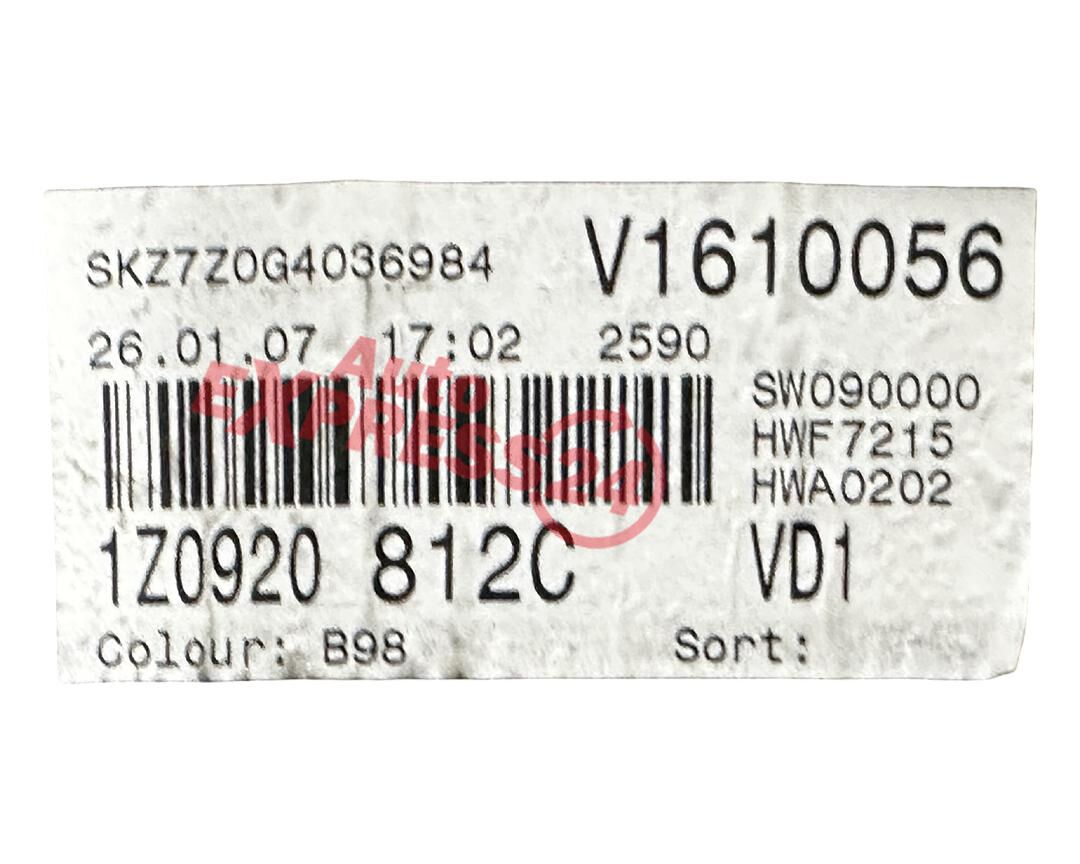 SKZ7Z0G4036984 V1610056
26.01.07 17:02 2590
Auto
EXPRESS24
SW090000
HWF7215
HWA0202
1Z0920 812C VD1
Colour: B98 Sort: